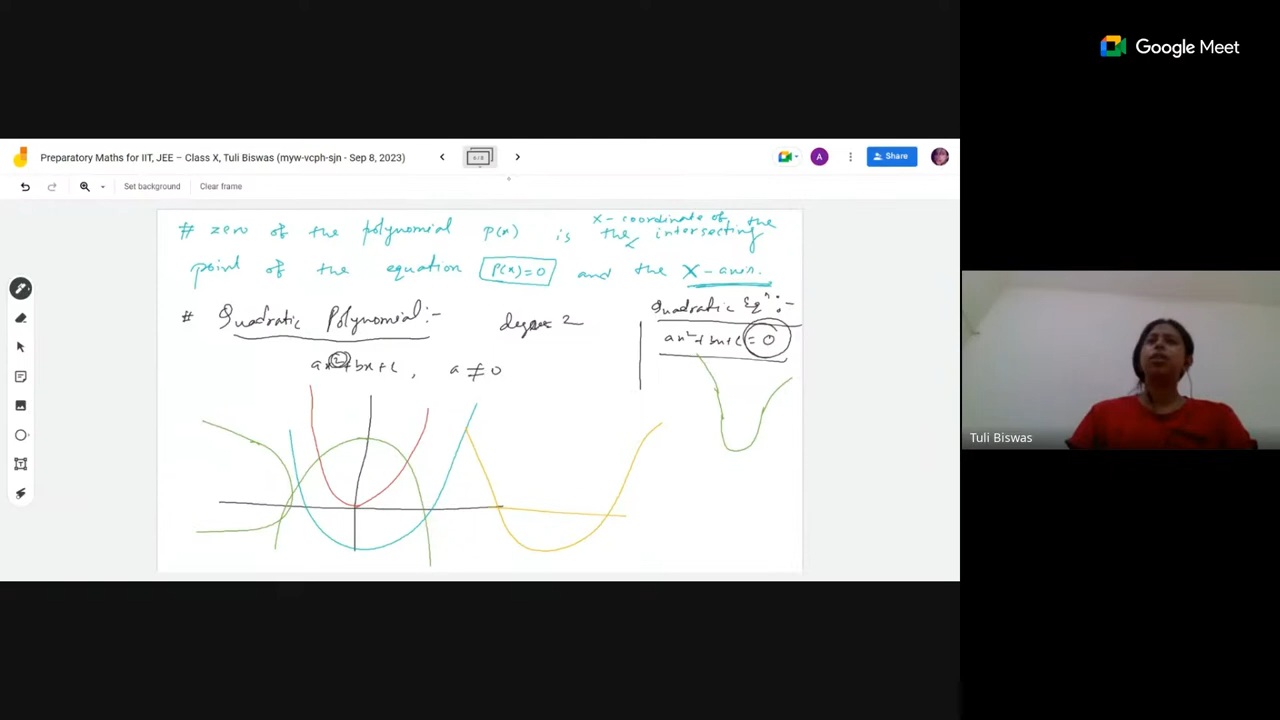 Google Meet
Preparatory Maths for IIT, JEE – Class X, Tuli Biswas (myw-vcph-sjn - Sep 8, 2023)
A
Share
Set background
Clear frame
# zero of the polynomial P(x) is the x-coordinate of the intersecting
point of the equation P(x)=0 and the X-axis.
# Quadratic Polynomial:-
degree 2
ax²+bx+c, a ≠ 0
Quadratic Eqⁿ:-
ax²+bx+c=0
Tuli Biswas